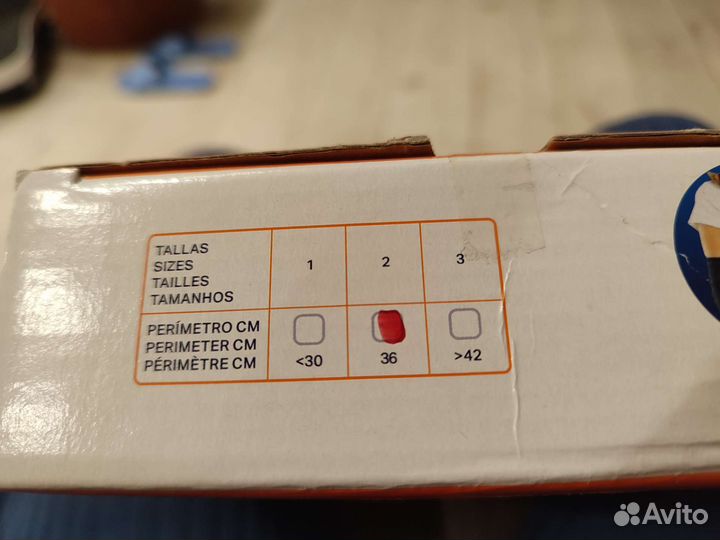 TALLAS
SIZES
TAILLES
TAMANHOS
1
2
3
PERÍMETRO CM
PERIMETER CM
PÉRIMÈTRE CM
<30
36
>42
Avito